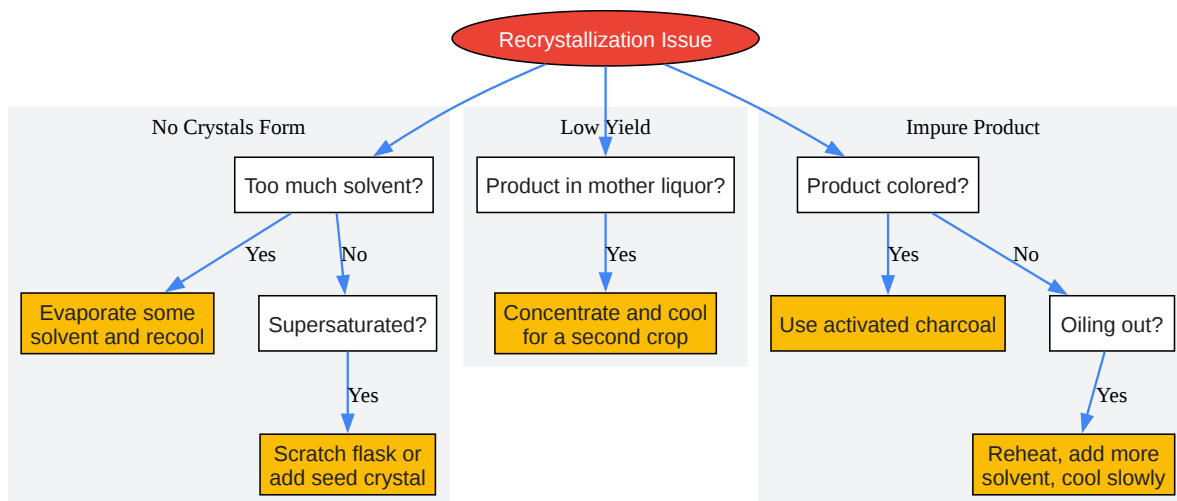 Recrystallization Issue
No Crystals Form
Low Yield
Impure Product
Too much solvent?
Product in mother liquor?
Product colored?
Yes
No
Yes
Yes
No
Evaporate some
solvent and recool
Supersaturated?
Concentrate and cool
for a second crop
Use activated charcoal
Oiling out?
Yes
Yes
Scratch flask or
add seed crystal
Reheat, add more
solvent, cool slowly